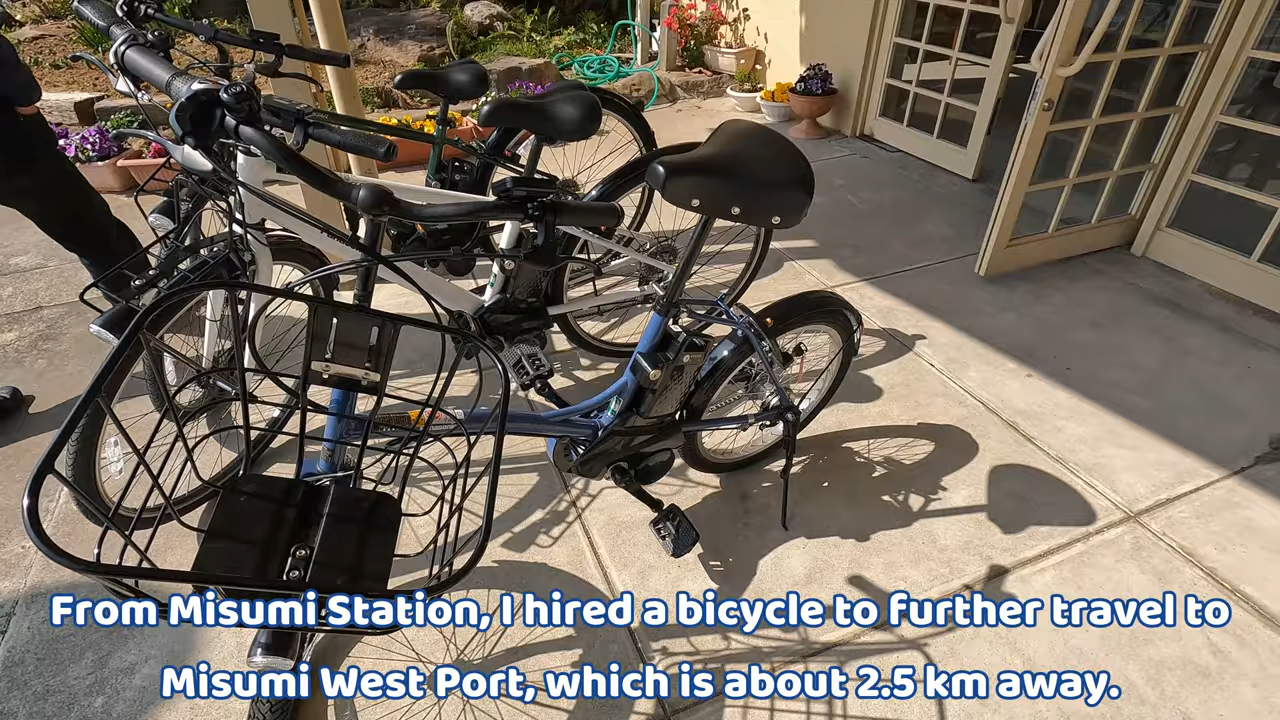 From Misumi Station, I hired a bicycle to further travel to
Misumi West Port, which is about 2.5 km away.